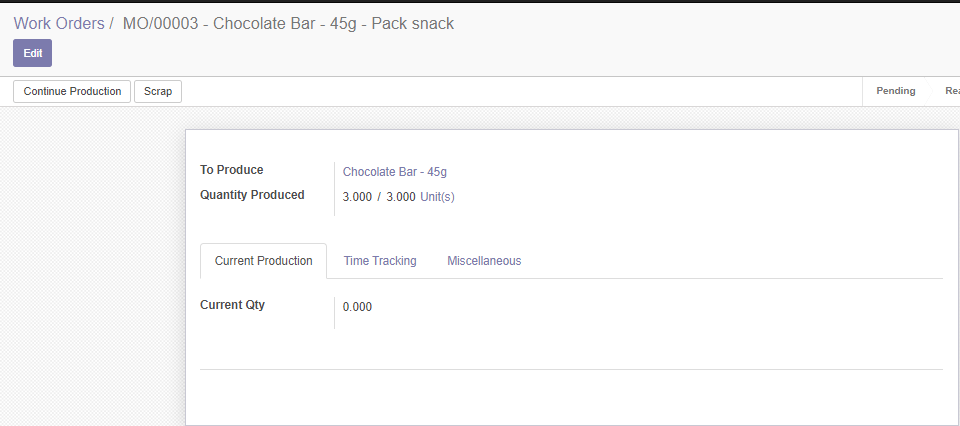 Work Orders / MO/00003 - Chocolate Bar - 45g - Pack snack
Edit
Continue Production Scrap Pending Rea
To Produce Chocolate Bar - 45g
Quantity Produced 3.000 / 3.000 Unit(s)
Current Production Time Tracking Miscellaneous
Current Qty 0.000